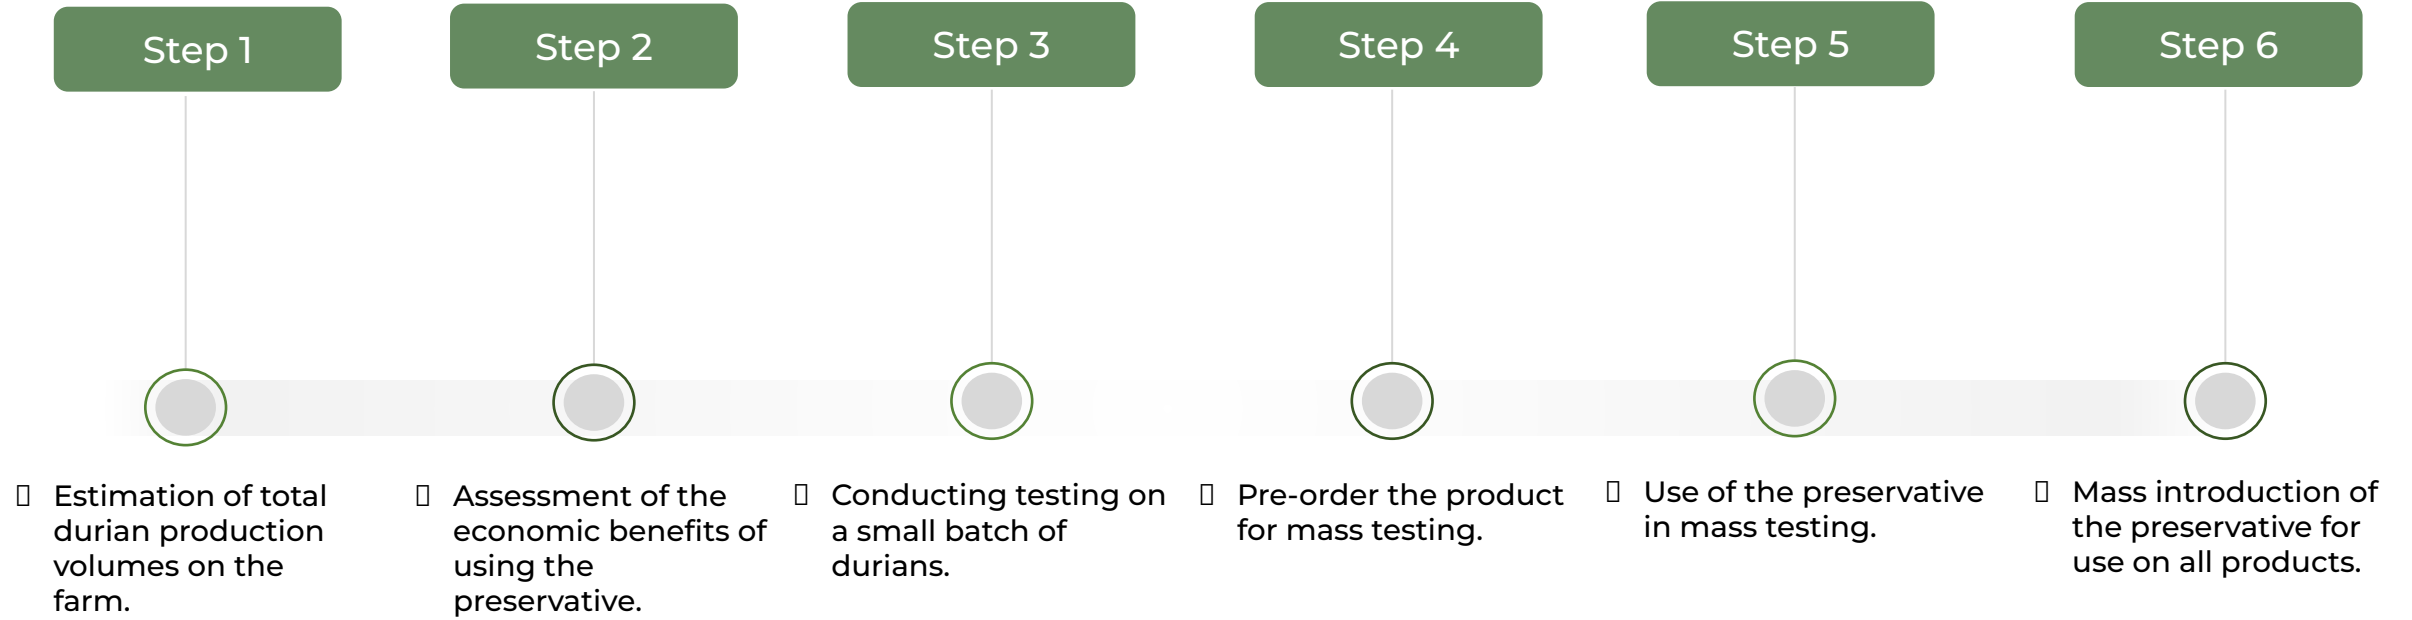 Step 1
Step 2
Step 3
Step 4
Step 5
Step 6
Estimation of total
durian production
volumes on the
farm.
Assessment of the
economic benefits of
using the
preservative.
Conducting testing on
a small batch of
durians.
Pre-order the product
for mass testing.
Use of the preservative
in mass testing.
Mass introduction of
the preservative for
use on all products.